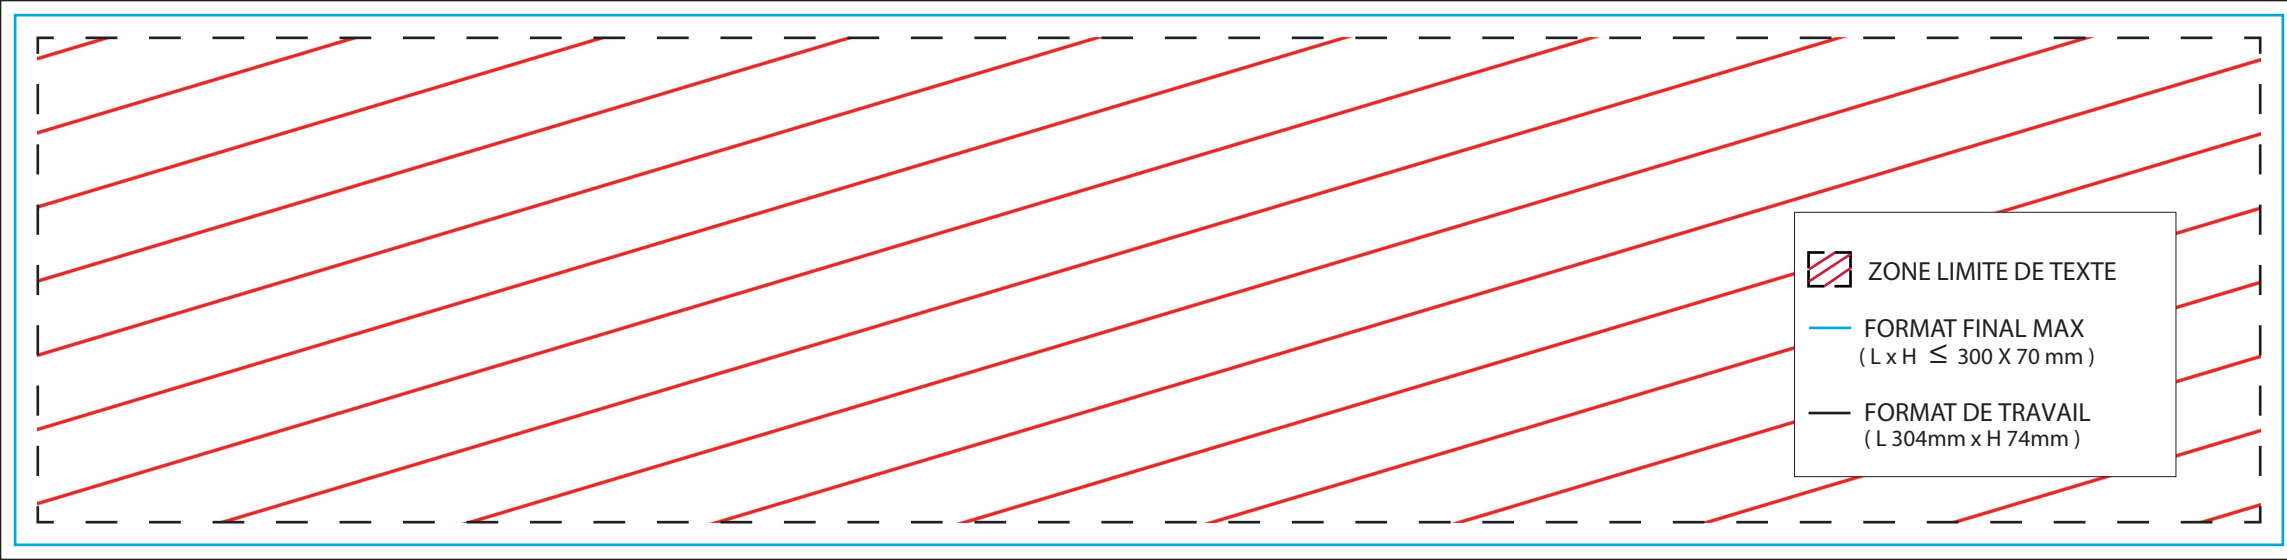 ZONE LIMITE DE TEXTE
FORMAT FINAL MAX
( L x H ≤ 300 X 70 mm )
FORMAT DE TRAVAIL
( L 304mm x H 74mm )